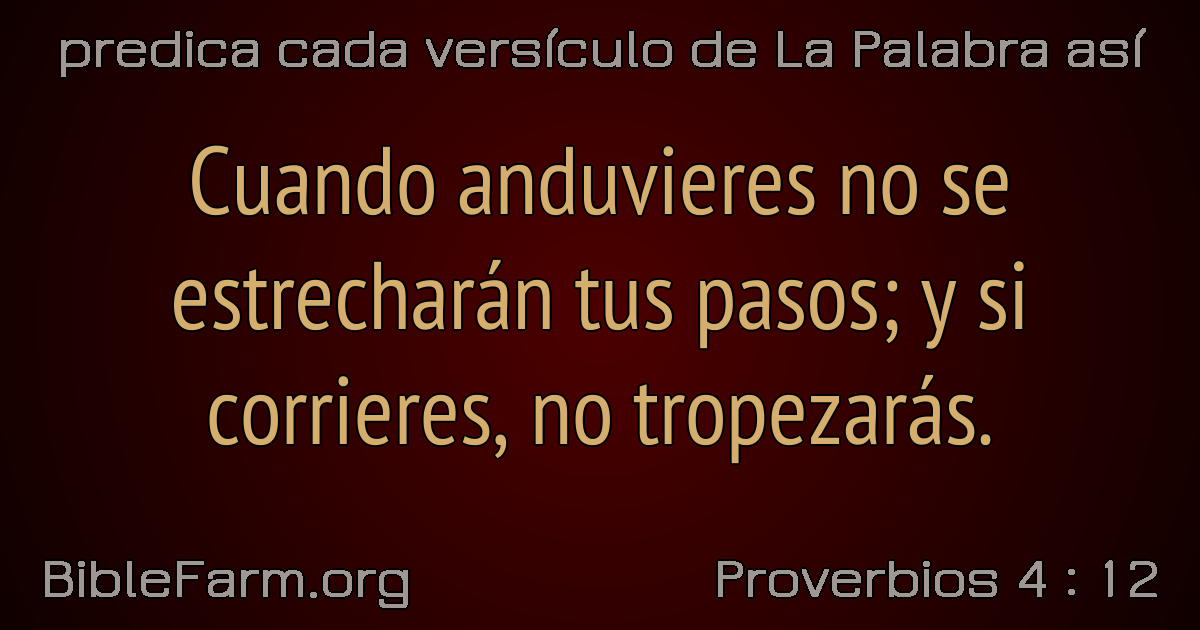 predica cada versículo de La Palabra así
Cuando anduvieres no se
estrecharán tus pasos; y si
corrieres, no tropezarás.
BibleFarm.org
Proverbios 4 : 12